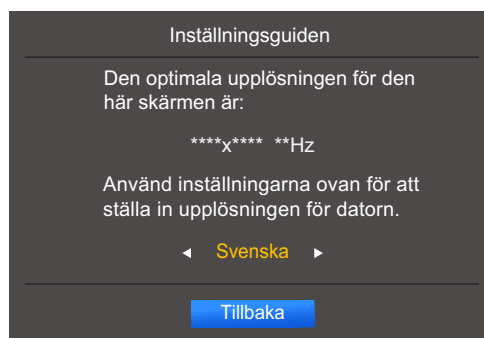 Inställningsguiden
Den optimala upplösningen för den
här skärmen är:
****x**** **Hz
Använd inställningarna ovan för att
ställa in upplösningen för datorn.
Svenska
Tillbaka